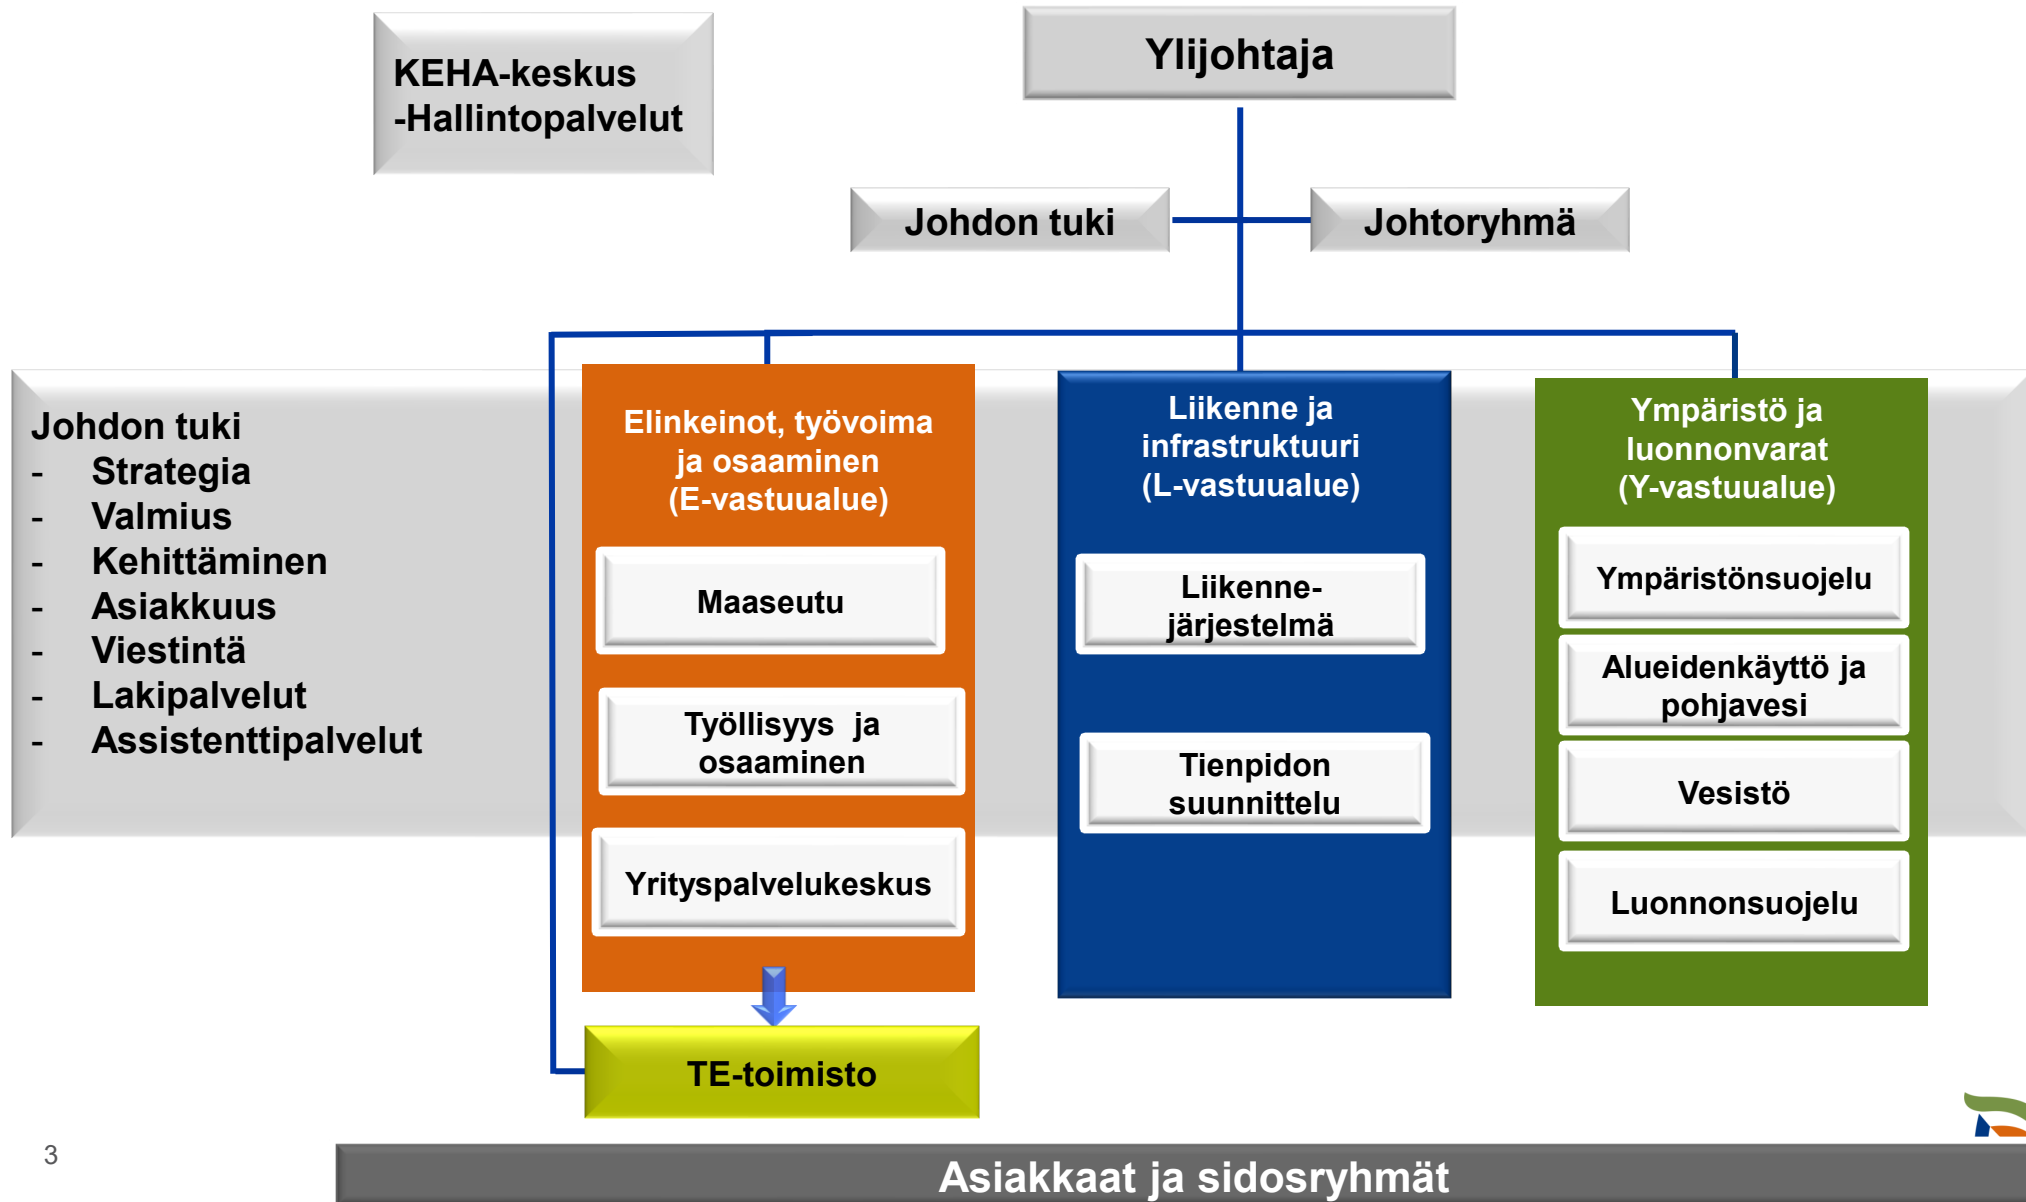 KEHA-keskus
-Hallintopalvelut
Ylijohtaja
Johdon tuki
Johtoryhmä
Johdon tuki
- Strategia
- Valmius
- Kehittäminen
- Asiakkuus
- Viestintä
- Lakipalvelut
- Assistenttipalvelut
Elinkeinot, työvoima
ja osaaminen
(E-vastuualue)
Maaseutu
Työllisyys ja
osaaminen
Yrityspalvelukeskus
TE-toimisto
Liikenne ja
infrastruktuuri
(L-vastuualue)
Liikenne-
järjestelmä
Tienpidon
suunnittelu
Ympäristö ja
luonnonvarat
(Y-vastuualue)
Ympäristönsuojelu
Alueidenkäyttö ja
pohjavesi
Vesistö
Luonnonsuojelu
3
Asiakkaat ja sidosryhmät